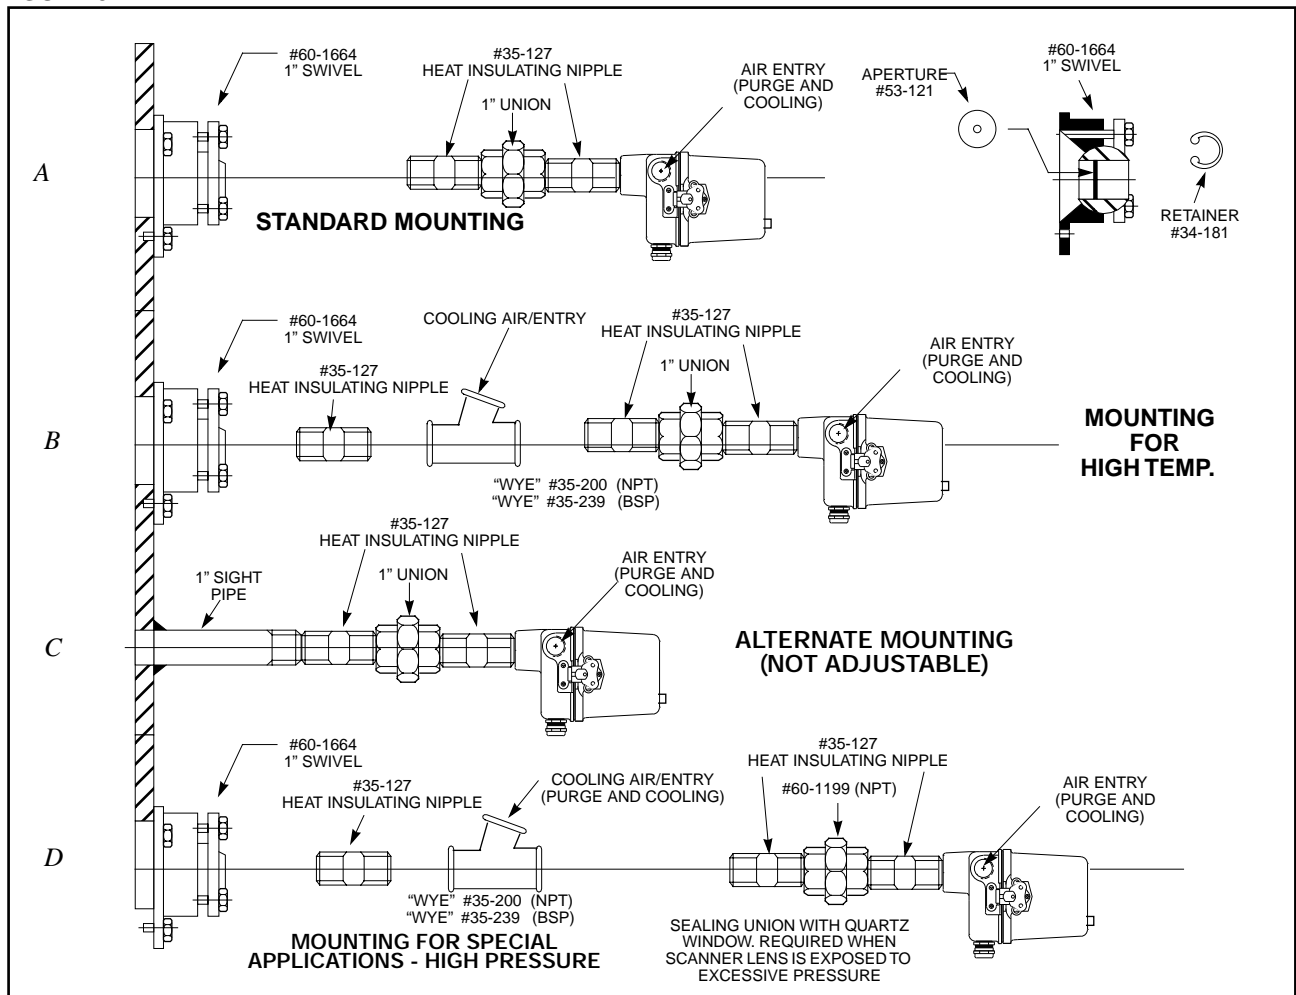 #60-1664
1” SWIVEL
#35-127
HEAT INSULATING NIPPLE
1” UNION
AIR ENTRY
(PURGE AND
COOLING)
APERTURE
#53-121
#60-1664
1” SWIVEL
RETAINER
#34-181
A
STANDARD MOUNTING
#60-1664
1” SWIVEL
#35-127
HEAT INSULATING NIPPLE
COOLING AIR/ENTRY
#35-127
HEAT INSULATING NIPPLE
1” UNION
AIR ENTRY
(PURGE AND
COOLING)
B
“WYE” #35-200 (NPT)
“WYE” #35-239 (BSP)
MOUNTING
FOR
HIGH TEMP.
1” SIGHT
PIPE
#35-127
HEAT INSULATING NIPPLE
1” UNION
AIR ENTRY
(PURGE AND
COOLING)
C
ALTERNATE MOUNTING
(NOT ADJUSTABLE)
#60-1664
1” SWIVEL
#35-127
HEAT INSULATING NIPPLE
COOLING AIR/ENTRY
(PURGE AND COOLING)
#35-127
HEAT INSULATING NIPPLE
#60-1199 (NPT)
AIR ENTRY
(PURGE AND
COOLING)
D
“WYE” #35-200 (NPT)
“WYE” #35-239 (BSP)
MOUNTING FOR SPECIAL
APPLICATIONS - HIGH PRESSURE
SEALING UNION WITH QUARTZ
WINDOW. REQUIRED WHEN
SCANNER LENS IS EXPOSED TO
EXCESSIVE PRESSURE